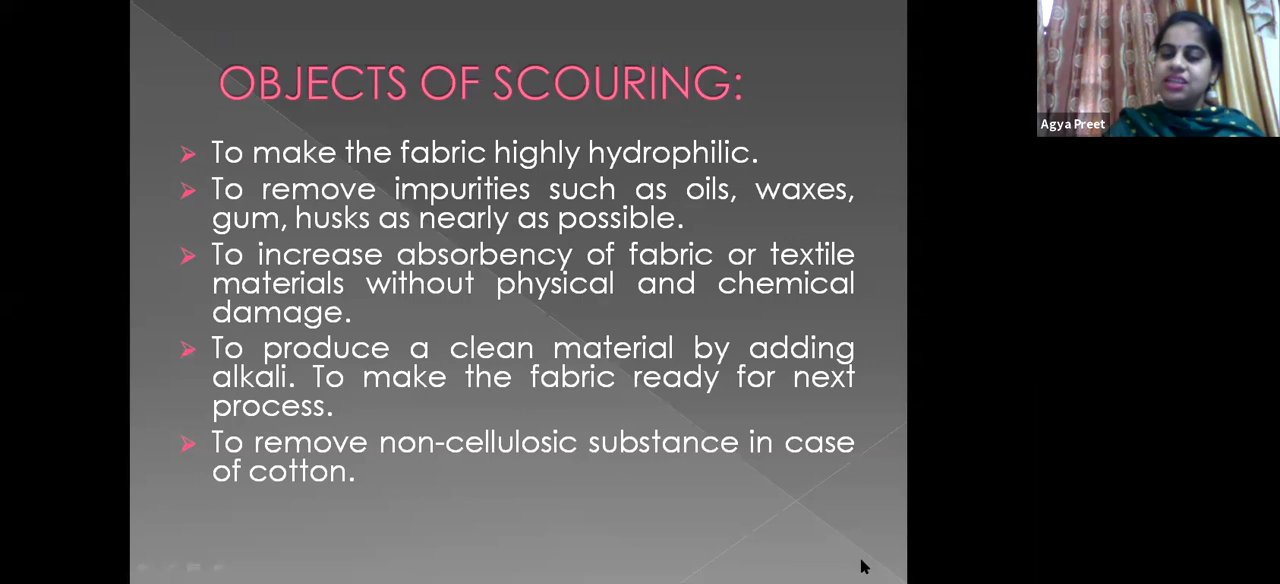 OBJECTS OF SCOURING:
To make the fabric highly hydrophilic.
To remove impurities such as oils, waxes,
gum, husks as nearly as possible.
To increase absorbency of fabric or textile
materials without physical and chemical
damage.
To produce a clean material by adding
alkali. To make the fabric ready for next
process.
To remove non-cellulosic substance in case
of cotton.
Agya Preet